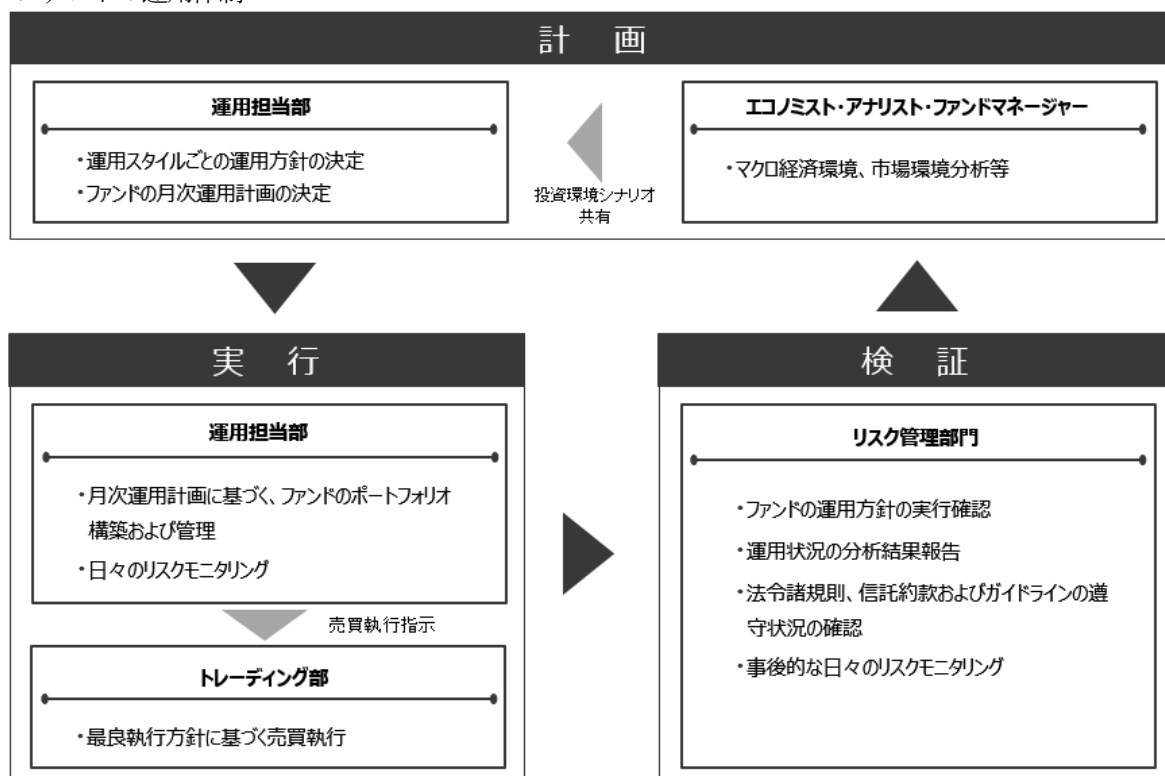 計 画
運用担当部
・運用スタイルごとの運用方針の決定
・ファンドの月次運用計画の決定
投資環境シナリオ
共有
エコノミスト・アナリスト・ファンドマネージャー
・マクロ経済環境、市場環境分析等
実 行
運用担当部
・月次運用計画に基づく、ファンドのポートフォリオ
構築および管理
・日々のリスクモニタリング
売買執行指示
トレーディング部
・最良執行方針に基づく売買執行
検 証
リスク管理部門
・ファンドの運用方針の実行確認
・運用状況の分析結果報告
・法令諸規則、信託約款およびガイドラインの遵
守状況の確認
・事後的な日々のリスクモニタリング